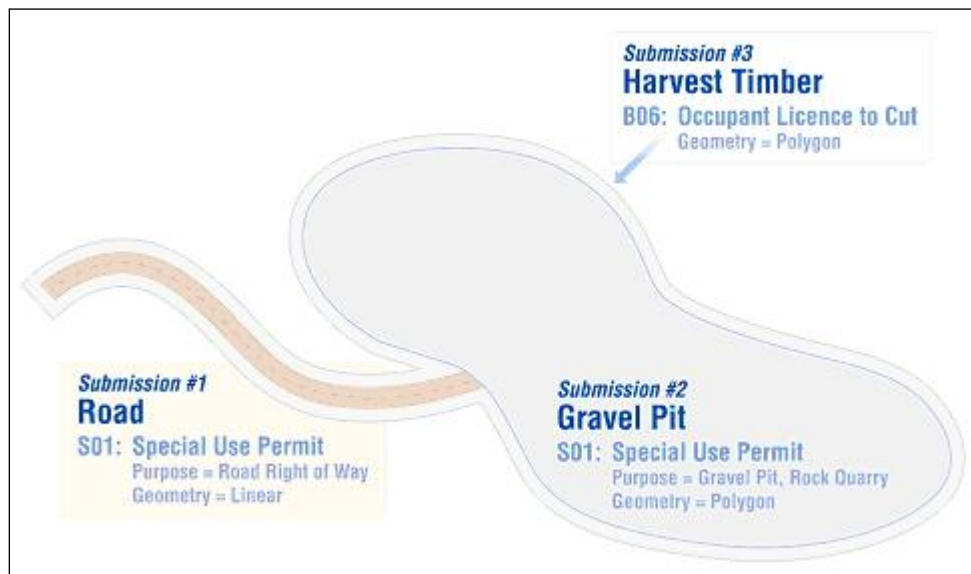 Submission #3
Harvest Timber
B06: Occupant Licence to Cut
Geometry = Polygon
Submission #1
Road
S01: Special Use Permit
Purpose = Road Right of Way
Geometry = Linear
Submission #2
Gravel Pit
S01: Special Use Permit
Purpose = Gravel Pit, Rock Quarry
Geometry = Polygon